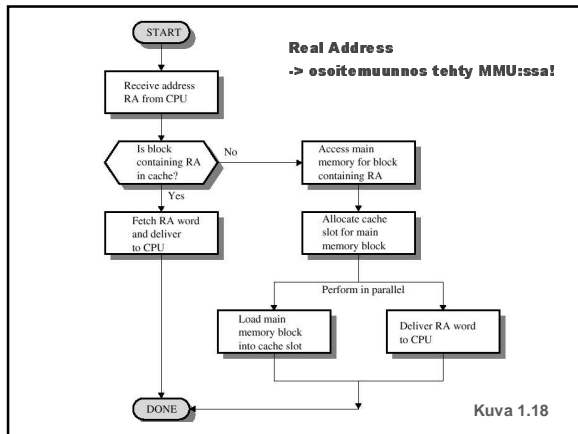 START
Real Address
-> osoitemuunnos tehty MMU:ssa!
Receive address
RA from CPU
Is block
containing RA
in cache?
No
Access main
memory for block
containing RA
Yes
Fetch RA word
and deliver
to CPU
Allocate cache
slot for main
memory block
Perform in parallel
Load main
memory block
into cache slot
Deliver RA word
to CPU
DONE
Kuva 1.18